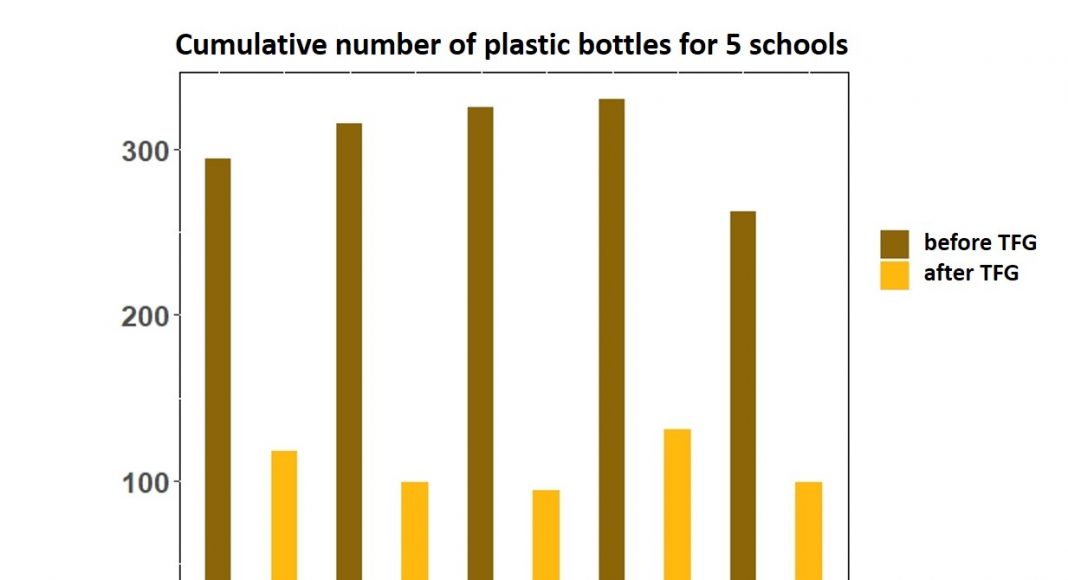 Cumulative number of plastic bottles for 5 schools
300
200
100
before TFG
after TFG